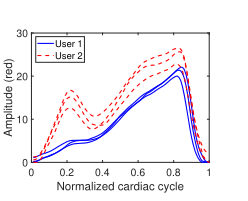 30
User 1
User 2
20
10
0
0 0.2 0.4 0.6 0.8 1
Amplitude (red)
Normalized cardiac cycle